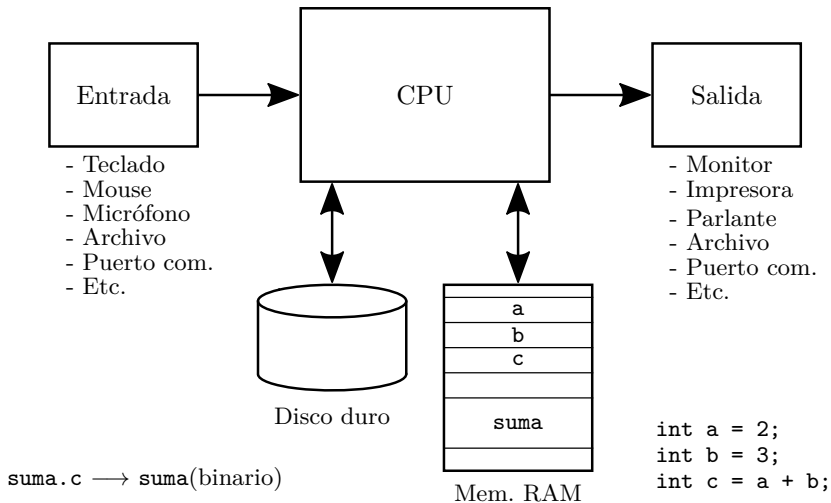 Entrada
CPU
Salida
- Teclado
- Mouse
- Micrófono
- Archivo
- Puerto com.
- Etc.
- Monitor
- Impresora
- Parlante
- Archivo
- Puerto com.
- Etc.
a
b
c
suma
Disco duro
Mem. RAM
suma.c ⟶ suma(binario)
int a = 2;
int b = 3;
int c = a + b;